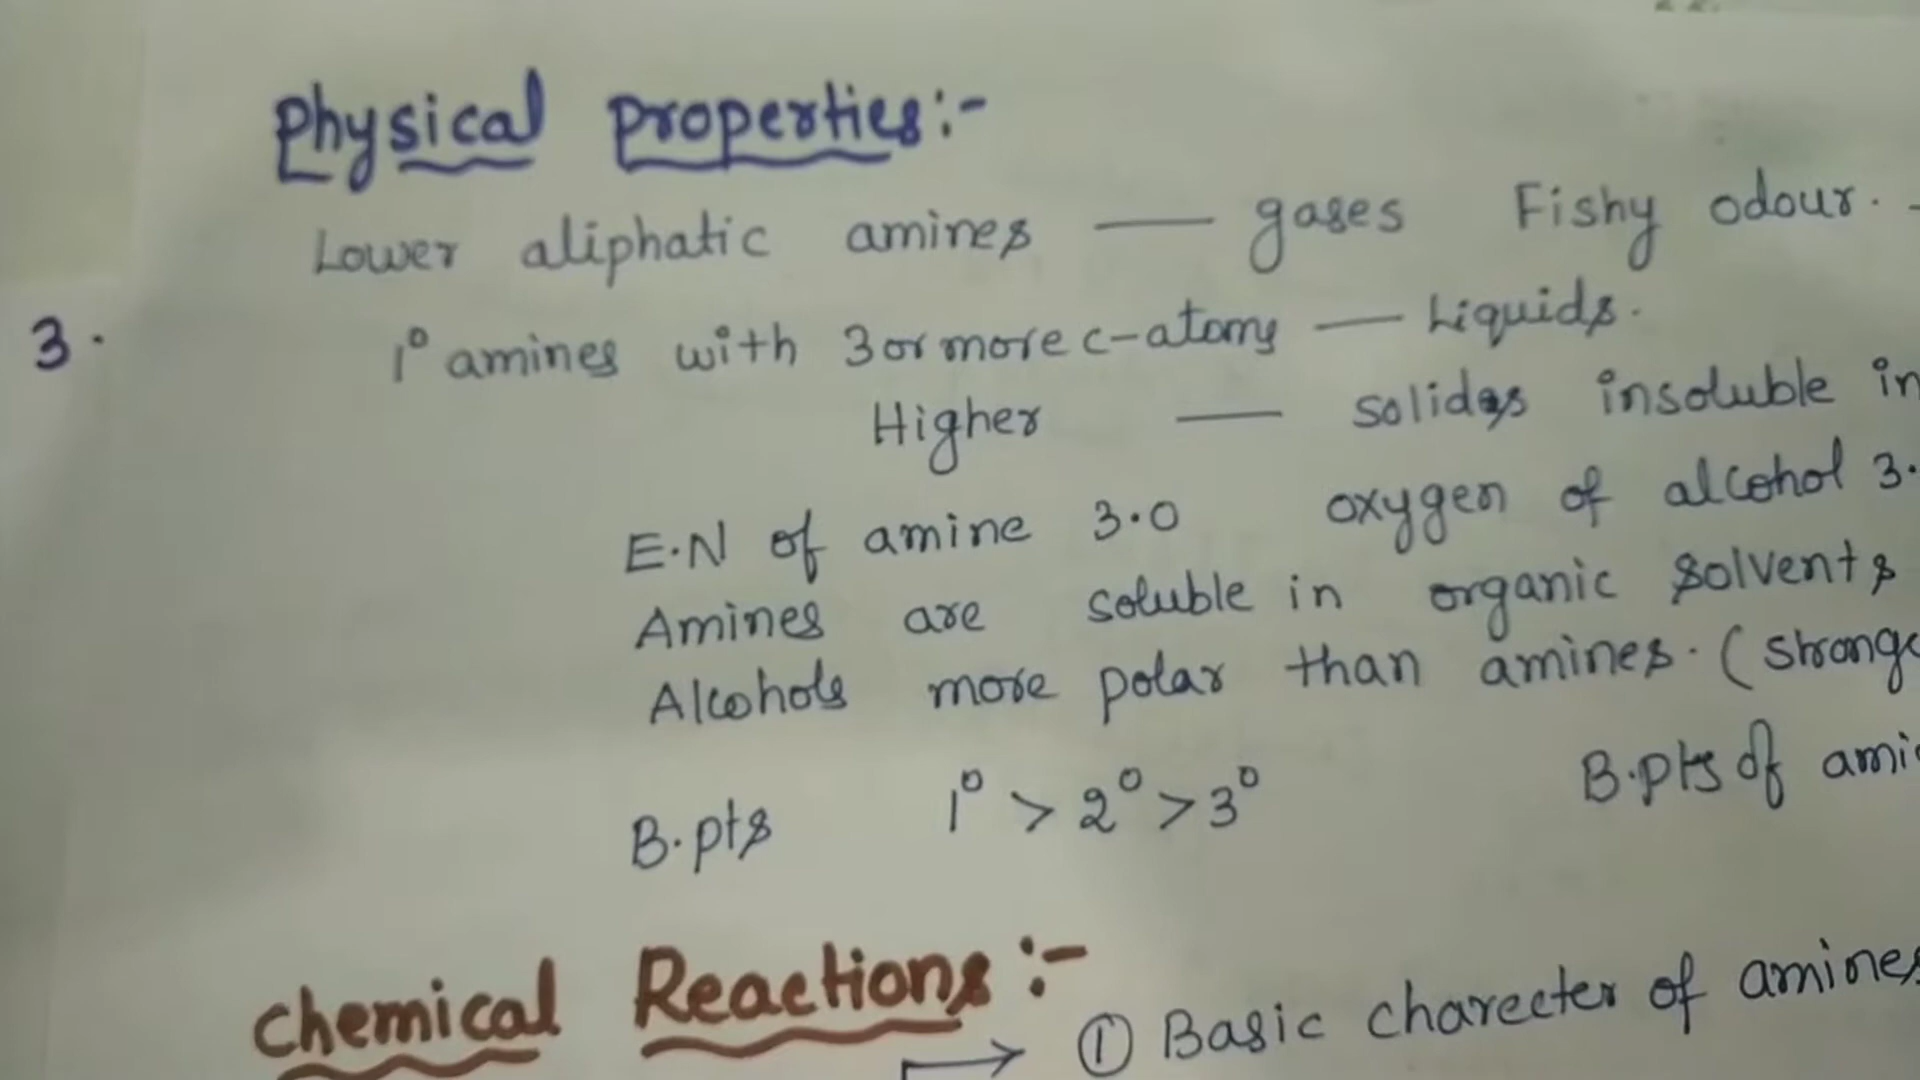 Physical properties:-
Lower aliphatic amines — gases Fishy odour. -
3.
1° amines with 3 or more c-atoms — Liquids.
Higher — solids insoluble in
E.N of amine 3.0 oxygen of alcohol 3.
Amines are soluble in organic solvents
Alcohols more polar than amines. (strong
B.pts 1° > 2° > 3° B.pts of ami
Chemical Reactions :-
→ ① Basic charecter of amines